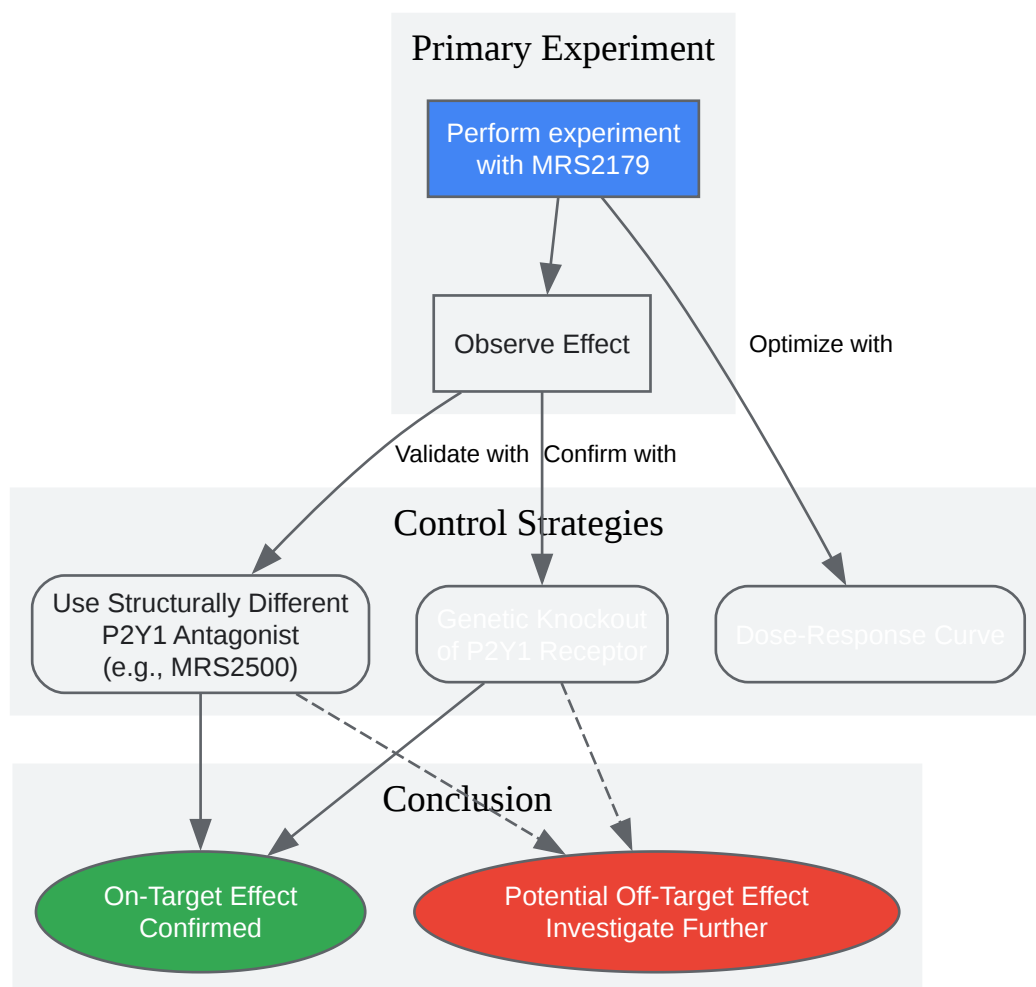 Primary Experiment
Perform experiment
with MRS2179
Observe Effect
Optimize with
Validate with
Confirm with
Control Strategies
Use Structurally Different
P2Y1 Antagonist
(e.g., MRS2500)
Genetic Knockout
of P2Y1 Receptor
Dose-Response Curve
Conclusion
On-Target Effect
Confirmed
Potential Off-Target Effect
Investigate Further